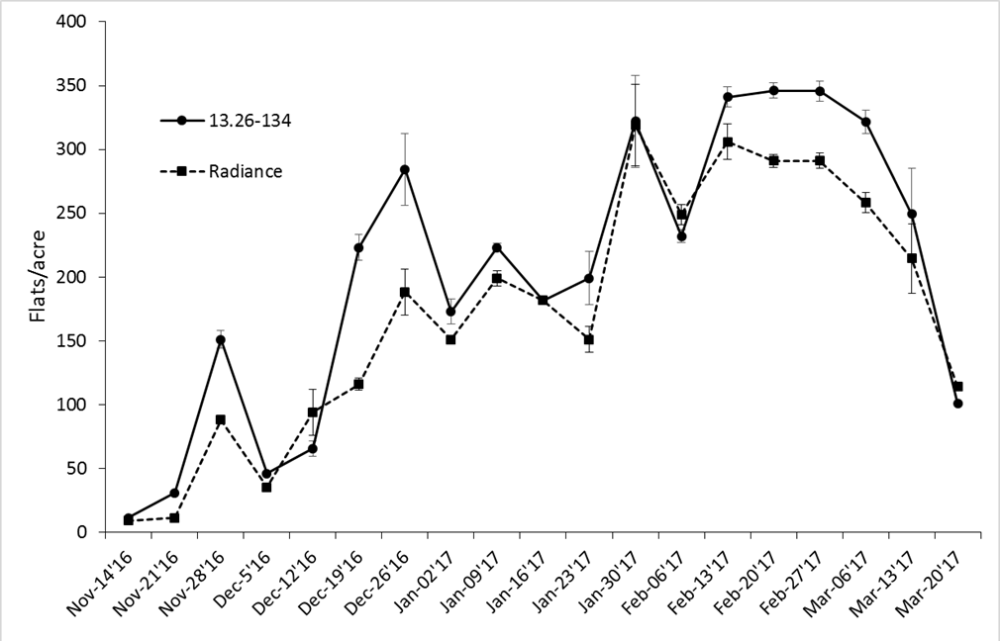 400
350
300
250
200
150
100
50
0
Flats/acre
13.26-134
Radiance
Nov-14'16
Nov-21'16
Nov-28'16
Dec-5'16
Dec-12'16
Dec-19'16
Dec-26'16
Jan-02'17
Jan-09'17
Jan-16'17
Jan-23'17
Jan-30'17
Feb-06'17
Feb-13'17
Feb-20'17
Feb-27'17
Mar-06'17
Mar-13'17
Mar-20'17